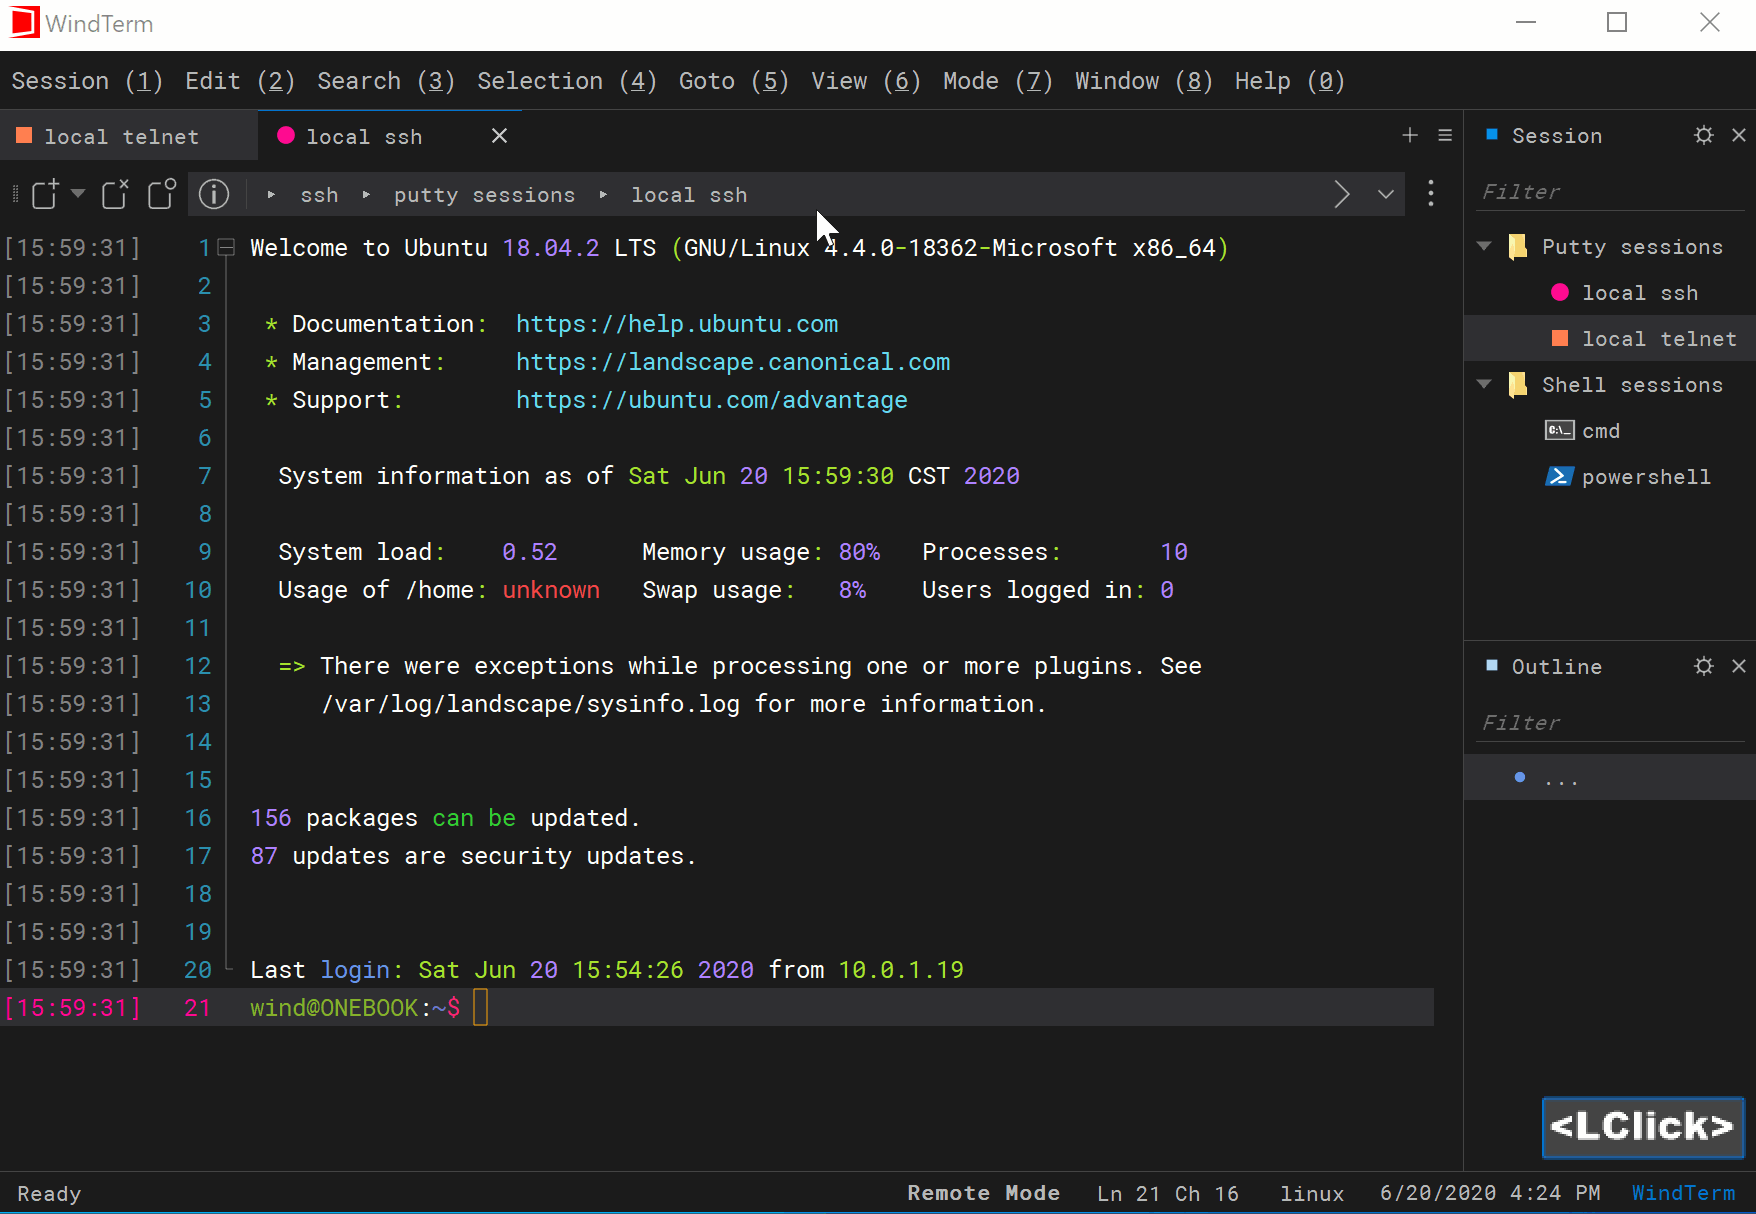 WindTerm
Session (1) Edit (2) Search (3) Selection (4) Goto (5) View (6) Mode (7) Window (8) Help (0)
local telnet
local ssh
ssh putty sessions local ssh
[15:59:31] 1 Welcome to Ubuntu 18.04.2 LTS (GNU/Linux 4.4.0-18362-Microsoft x86_64)
[15:59:31] 2
[15:59:31] 3 * Documentation: https://help.ubuntu.com
[15:59:31] 4 * Management: https://landscape.canonical.com
[15:59:31] 5 * Support: https://ubuntu.com/advantage
[15:59:31] 6
[15:59:31] 7 System information as of Sat Jun 20 15:59:30 CST 2020
[15:59:31] 8
[15:59:31] 9 System load: 0.52 Memory usage: 80% Processes: 10
[15:59:31] 10 Usage of /home: unknown Swap usage: 8% Users logged in: 0
[15:59:31] 11
[15:59:31] 12 => There were exceptions while processing one or more plugins. See
[15:59:31] 13 /var/log/landscape/sysinfo.log for more information.
[15:59:31] 14
[15:59:31] 15
[15:59:31] 16 156 packages can be updated.
[15:59:31] 17 87 updates are security updates.
[15:59:31] 18
[15:59:31] 19
[15:59:31] 20 Last login: Sat Jun 20 15:54:26 2020 from 10.0.1.19
[15:59:31] 21 wind@ONEBOOK:~$
Session
Filter
Putty sessions
local ssh
local telnet
Shell sessions
C:\_ cmd
powershell
Outline
Filter
...
<LClick>
Ready
Remote Mode Ln 21 Ch 16 linux 6/20/2020 4:24 PM WindTerm